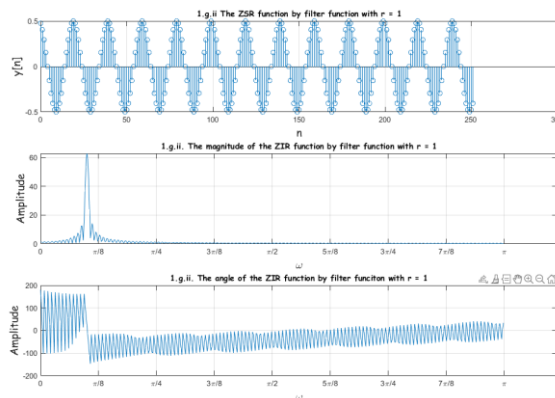 1.g.ii The ZSR function by filter function with r = 1
0.5
0
-0.5
y[n]
0 50 100 150 200 250
n
1.g.ii. The magnitude of the ZIR function by filter function with r = 1
60
40
20
0
Amplitude
0 π/8 π/4 3π/8 π/2 5π/8 3π/4 7π/8 π
ω
1.g.ii. The angle of the ZIR function by filter funciton with r = 1
200
100
0
-100
-200
Amplitude
0 π/8 π/4 3π/8 π/2 5π/8 3π/4 7π/8 π